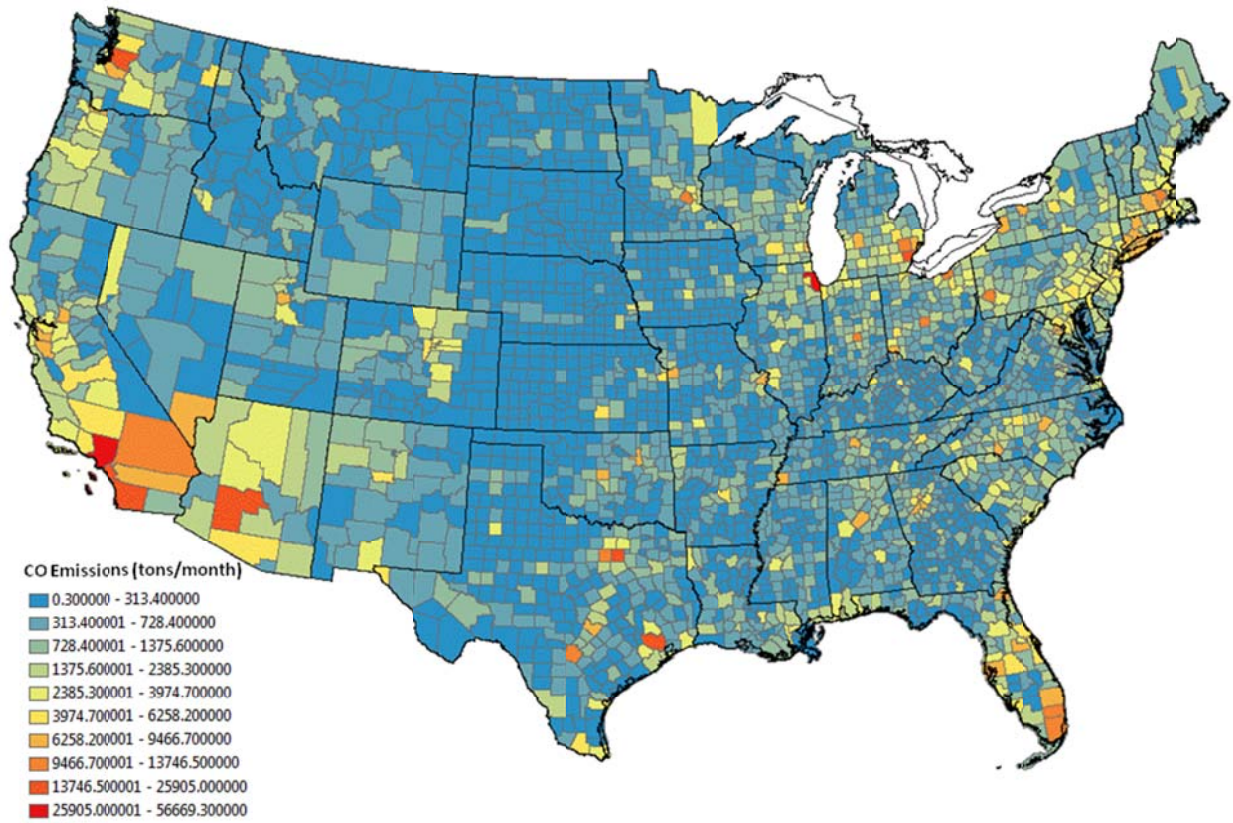 CO Emissions (tons/month)
0.300000 - 313.400000
313.400001 - 728.400000
728.400001 - 1375.600000
1375.600001 - 2385.300000
2385.300001 - 3974.700000
3974.700001 - 6258.200000
6258.200001 - 9466.700000
9466.700001 - 13746.500000
13746.500001 - 25905.000000
25905.000001 - 56669.300000